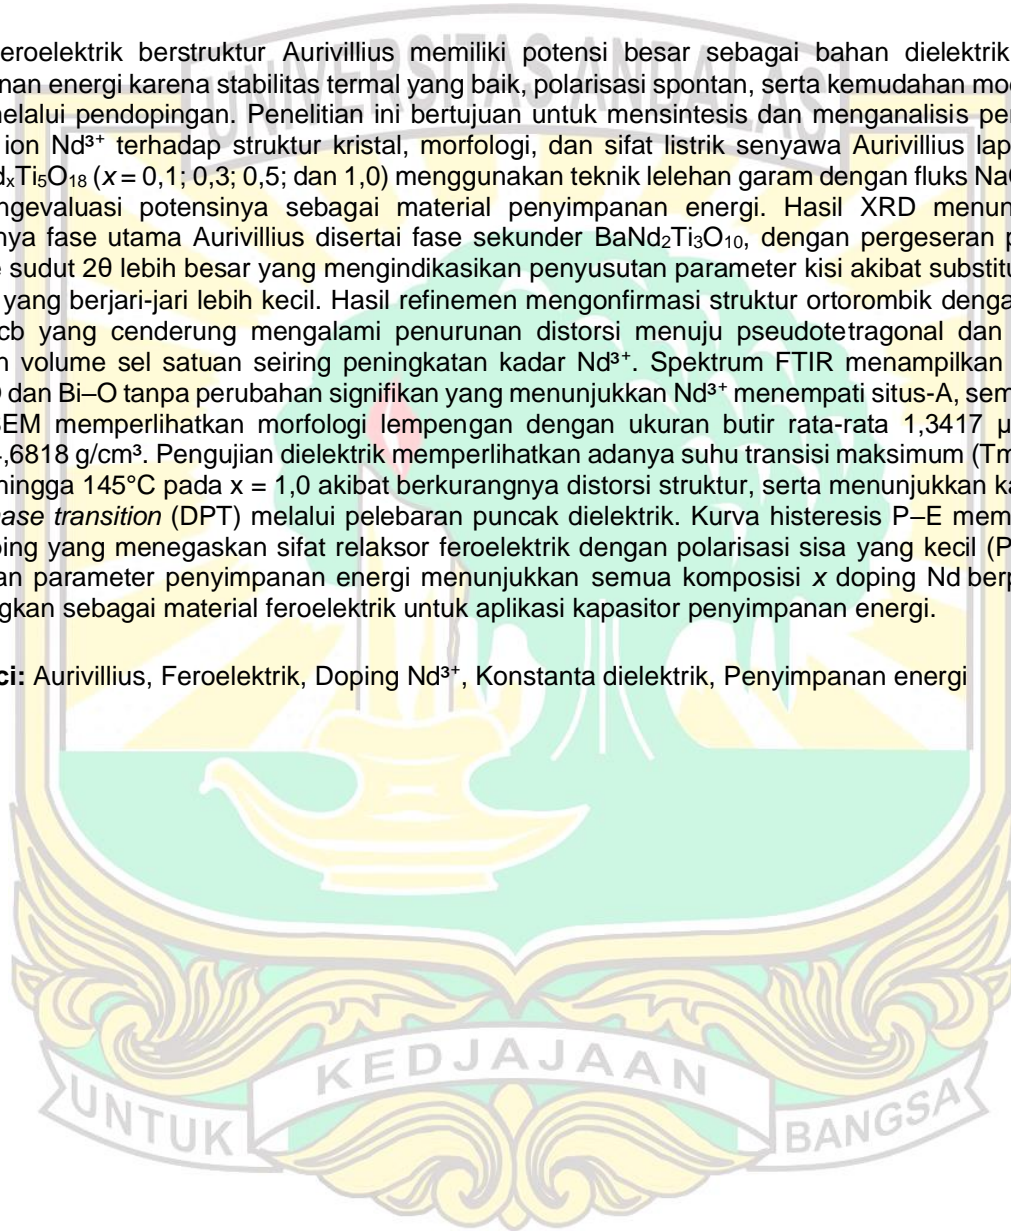 eroelektrik berstruktur Aurivillius memiliki potensi besar sebagai bahan dielektrik
nan energi karena stabilitas termal yang baik, polarisasi spontan, serta kemudahan mo
elalui pendopingan. Penelitian ini bertujuan untuk mensintesis dan menganalisis pe
ion Nd³⁺ terhadap struktur kristal, morfologi, dan sifat listrik senyawa Aurivillius lap
dₓTi₅O₁₈ (x = 0,1; 0,3; 0,5; dan 1,0) menggunakan teknik lelehan garam dengan fluks Na
ngevaluasi potensinya sebagai material penyimpanan energi. Hasil XRD menun
nya fase utama Aurivillius disertai fase sekunder BaNd₂Ti₃O₁₀, dengan pergeseran p
e sudut 2θ lebih besar yang mengindikasikan penyusutan parameter kisi akibat substitu
yang berjari-jari lebih kecil. Hasil refinemen mengonfirmasi struktur ortorombik denga
cb yang cenderung mengalami penurunan distorsi menuju pseudotetragonal dan
n volume sel satuan seiring peningkatan kadar Nd³⁺. Spektrum FTIR menampilkan
dan Bi–O tanpa perubahan signifikan yang menunjukkan Nd³⁺ menempati situs-A, sem
SEM memperlihatkan morfologi lempengan dengan ukuran butir rata-rata 1,3417 µ
,6818 g/cm³. Pengujian dielektrik memperlihatkan adanya suhu transisi maksimum (Tm
hingga 145°C pada x = 1,0 akibat berkurangnya distorsi struktur, serta menunjukkan ka
ase transition (DPT) melalui pelebaran puncak dielektrik. Kurva histeresis P–E mem
ping yang menegaskan sifat relaksor feroelektrik dengan polarisasi sisa yang kecil (P
an parameter penyimpanan energi menunjukkan semua komposisi x doping Nd berp
gkan sebagai material feroelektrik untuk aplikasi kapasitor penyimpanan energi.
ci: Aurivillius, Feroelektrik, Doping Nd³⁺, Konstanta dielektrik, Penyimpanan energi
UNIVERSITAS ANDALAS
UNTUK KEDJAJAAN BANGSA